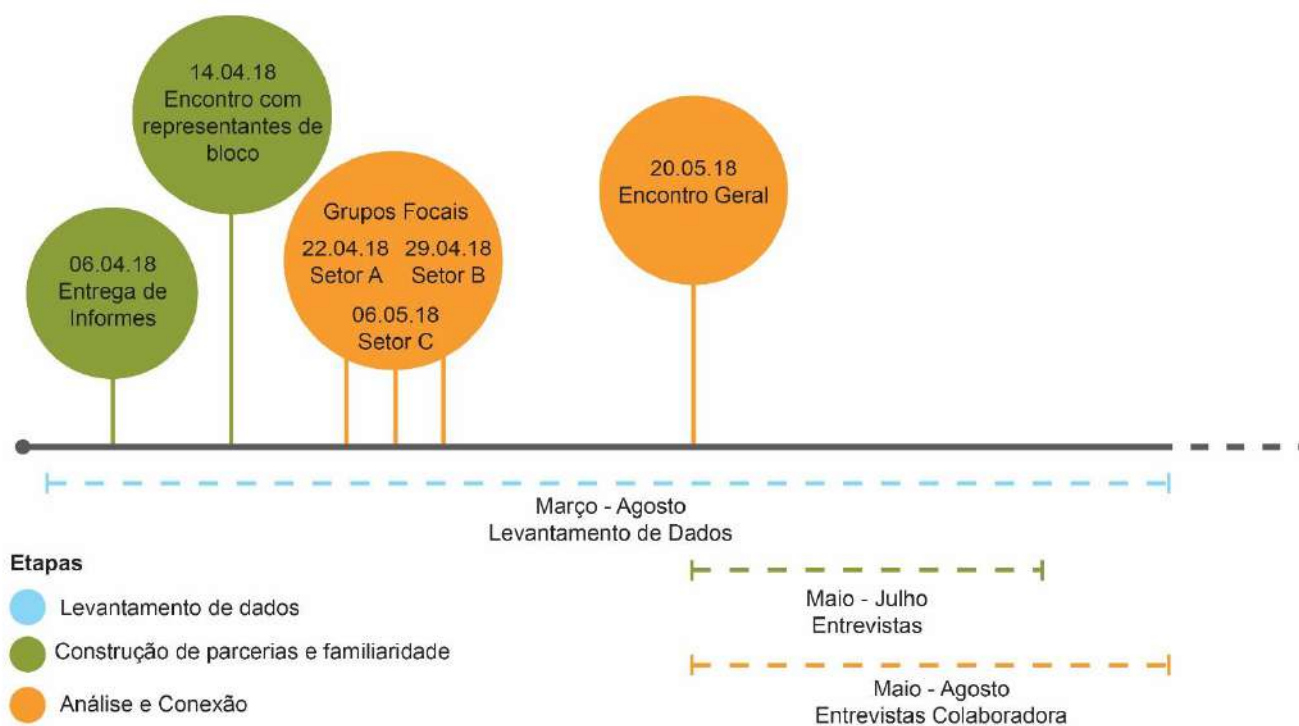 14.04.18
Encontro com
representantes de
bloco
20.05.18
Encontro Geral
Grupos Focais
22.04.18 29.04.18
Setor A Setor B
06.05.18
Setor C
06.04.18
Entrega de
Informes
Março - Agosto
Levantamento de Dados
Etapas
Levantamento de dados
Construção de parcerias e familiaridade
Análise e Conexão
Maio - Julho
Entrevistas
Maio - Agosto
Entrevistas Colaboradora